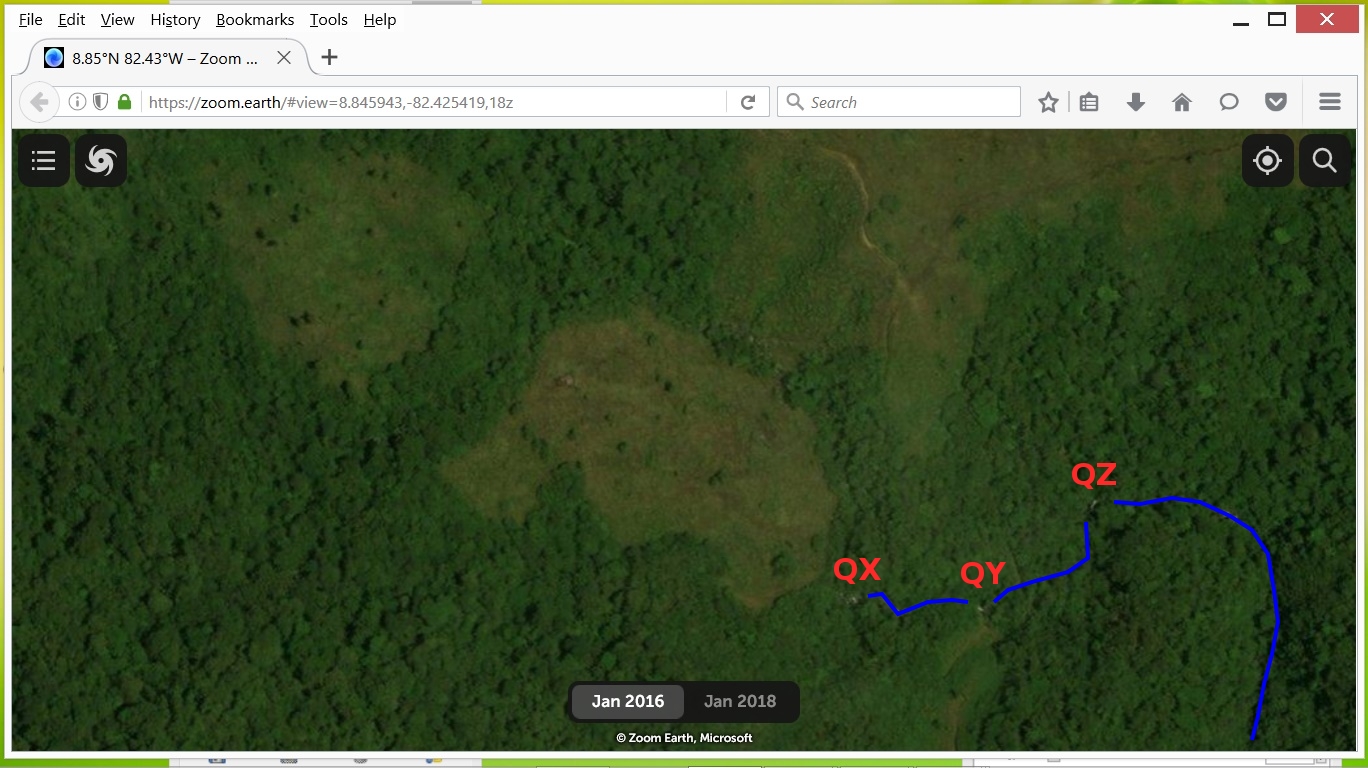 File Edit View History Bookmarks Tools Help
8.85°N 82.43°W – Zoom ...
https://zoom.earth/#view=8.845943,-82.425419,18z
Search
QZ
QX
QY
Jan 2016 Jan 2018
© Zoom Earth, Microsoft